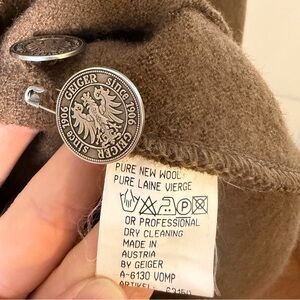 GEIGER since 1906
GEIGER since 1906
PURE NEW WOOL
PURE LAINE VIERGE
P
OR PROFESSIONAL
DRY CLEANING
MADE IN
AUSTRIA
BY GEIGER
A-6130 VOMP